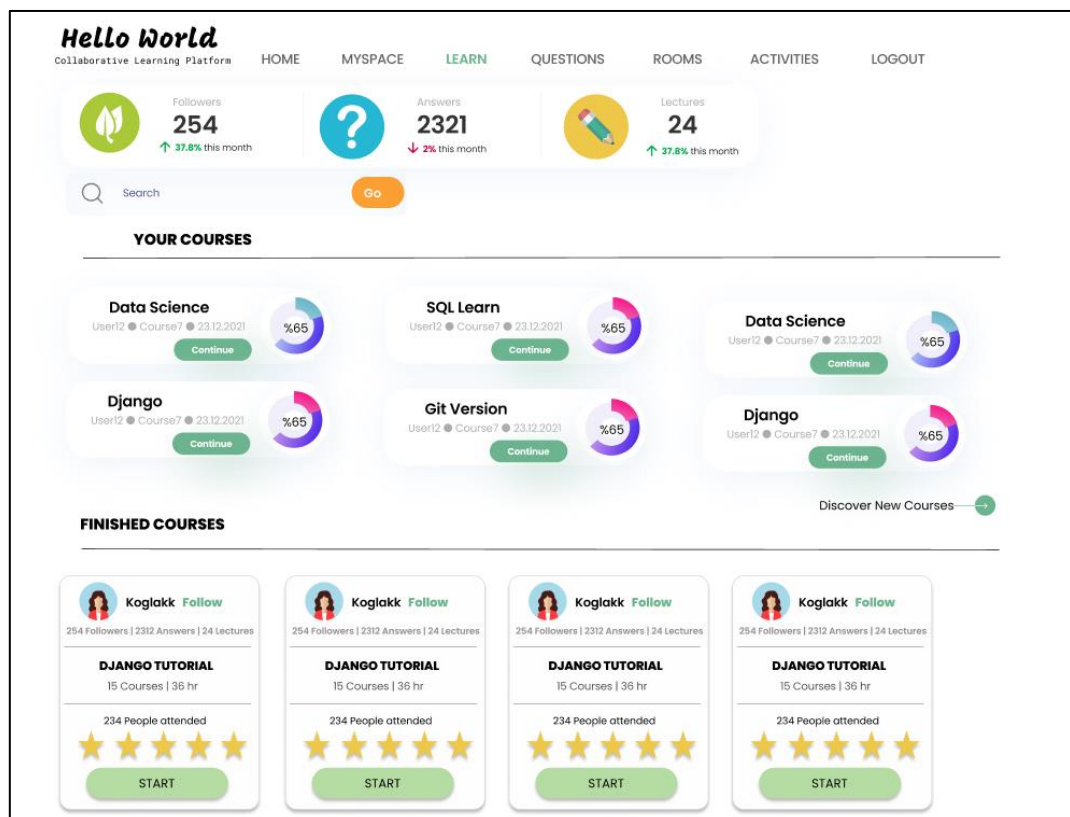 Hello World
Collaborative Learning Platform
HOME MYSPACE LEARN QUESTIONS ROOMS ACTIVITIES LOGOUT
Followers
254
37.8% this month
Answers
2321
2% this month
Lectures
24
37.8% this month
Search Go
YOUR COURSES
Data Science
User12 ● Course7 ● 23.12.2021
Continue
%65
SQL Learn
User12 ● Course7 ● 23.12.2021
Continue
%65
Data Science
User12 ● Course7 ● 23.12.2021
Continue
%65
Django
User12 ● Course7 ● 23.12.2021
Continue
%65
Git Version
User12 ● Course7 ● 23.12.2021
Continue
%65
Django
User12 ● Course7 ● 23.12.2021
Continue
%65
Discover New Courses
FINISHED COURSES
Koglakk Follow
254 Followers | 2312 Answers | 24 Lectures
DJANGO TUTORIAL
15 Courses | 36 hr
234 People attended
START
Koglakk Follow
254 Followers | 2312 Answers | 24 Lectures
DJANGO TUTORIAL
15 Courses | 36 hr
234 People attended
START
Koglakk Follow
254 Followers | 2312 Answers | 24 Lectures
DJANGO TUTORIAL
15 Courses | 36 hr
234 People attended
START
Koglakk Follow
254 Followers | 2312 Answers | 24 Lectures
DJANGO TUTORIAL
15 Courses | 36 hr
234 People attended
START